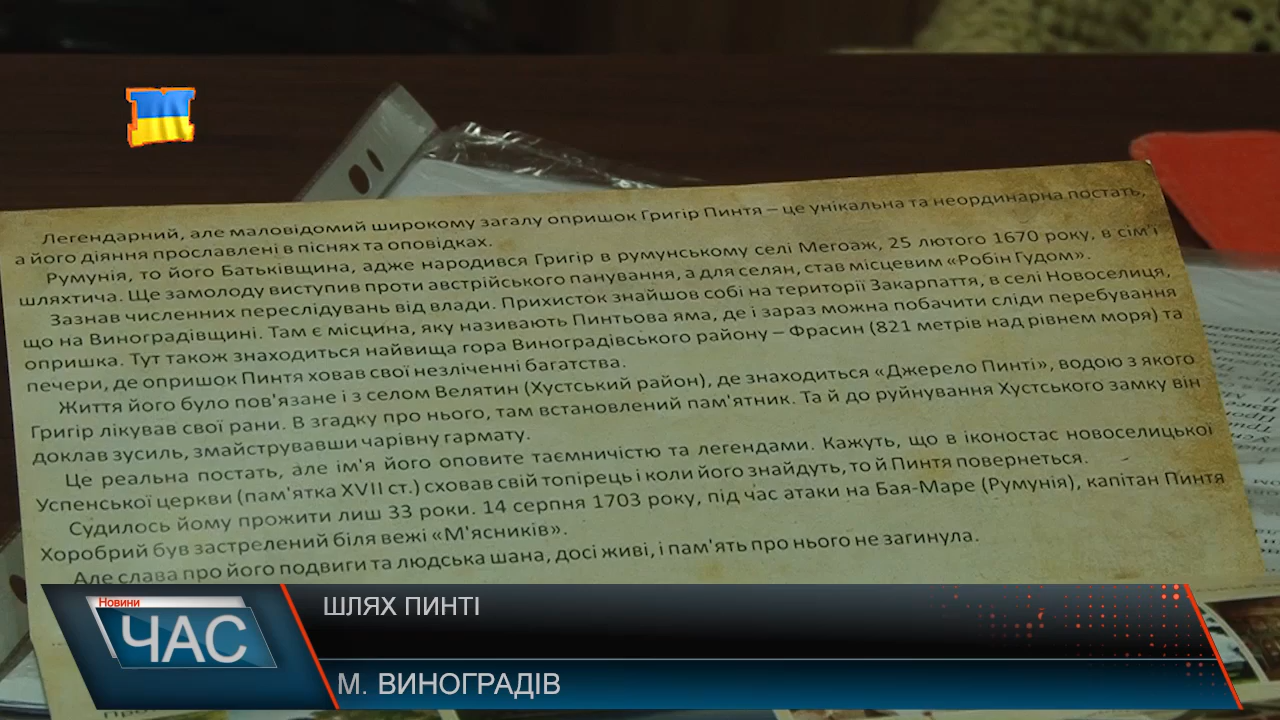 Легендарний, але маловідомий широкому загалу опришок Григір Пинтя – це унікальна та неординарна постать,
а його діяння прославлені в піснях та оповідках.
Румунія, то його Батьківщина, адже народився Григір в румунському селі Мегоаж, 25 лютого 1670 року, в сім'ї
шляхтича. Ще замолоду виступив проти австрійського панування, а для селян, став місцевим «Робін Гудом».
Зазнав численних переслідувань від влади. Прихисток знайшов собі на території Закарпаття, в селі Новоселиця,
що на Виноградівщині. Там є місцина, яку називають Пинтьова яма, де і зараз можна побачити сліди перебування
опришка. Тут також знаходиться найвища гора Виноградівського району – Фрасин (821 метрів над рівнем моря) та
печери, де опришок Пинтя ховав свої незліченні багатства.
Життя його було пов'язане і з селом Велятин (Хустський район), де знаходиться «Джерело Пинті», водою з якого
Григір лікував свої рани. В згадку про нього, там встановлений пам'ятник. Та й до руйнування Хустського замку він
доклав зусиль, змайструвавши чарівну гармату.
Це реальна постать, але ім'я його оповите таємничістю та легендами. Кажуть, що в іконостас новоселицької
Успенської церкви (пам'ятка XVII ст.) сховав свій топірець і коли його знайдуть, то й Пинтя повернеться.
Судилось йому прожити лиш 33 роки. 14 серпня 1703 року, під час атаки на Бая-Маре (Румунія), капітан Пинтя
Хоробрий був застрелений біля вежі «М'ясників».
Але слава про його подвиги та людська шана, досі живі, і пам'ять про нього не загинула.
Новини
ЧАС
ШЛЯХ ПИНТІ
М. ВИНОГРАДІВ